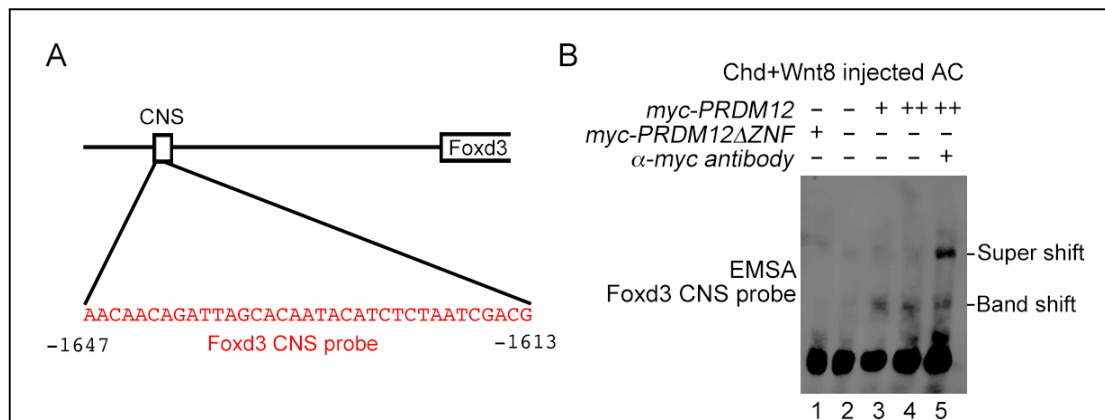 A
CNS
Foxd3
AACAACAGATTAGCACAATACATCTCTAATCGACG
−1647 Foxd3 CNS probe −1613
B
Chd+Wnt8 injected AC
myc-PRDM12 − − + ++ ++
myc-PRDM12ΔZNF + − − − −
α-myc antibody − − − − +
EMSA
Foxd3 CNS probe
Super shift
Band shift
1 2 3 4 5